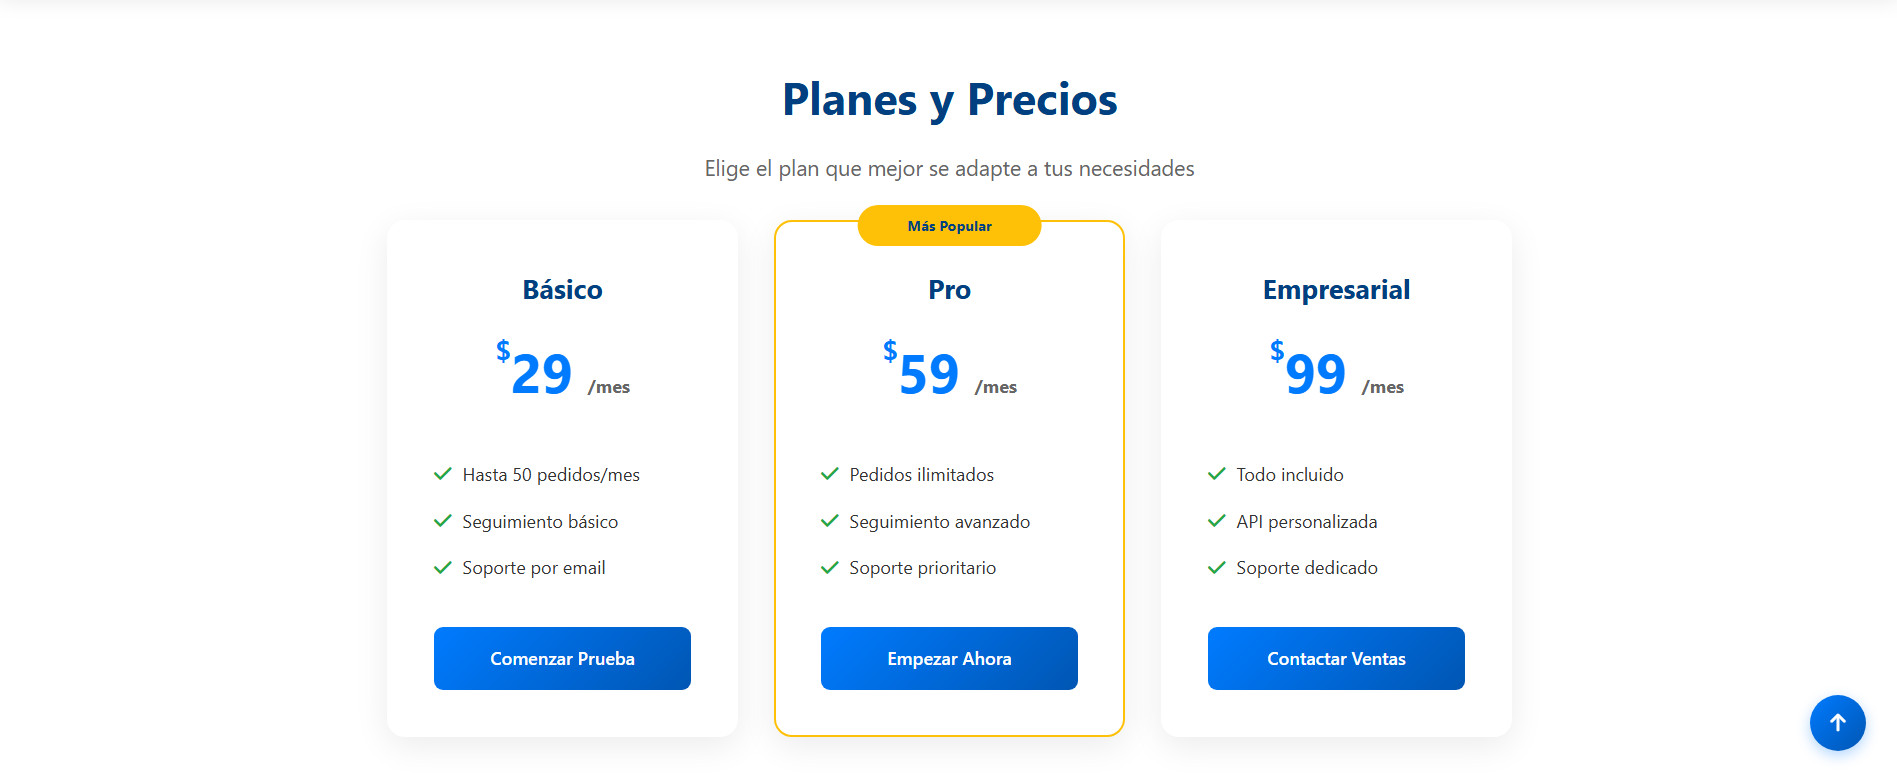 Planes y Precios
Elige el plan que mejor se adapte a tus necesidades
Básico
$29 /mes
Hasta 50 pedidos/mes
Seguimiento básico
Soporte por email
Comenzar Prueba
Más Popular
Pro
$59 /mes
Pedidos ilimitados
Seguimiento avanzado
Soporte prioritario
Empezar Ahora
Empresarial
$99 /mes
Todo incluido
API personalizada
Soporte dedicado
Contactar Ventas